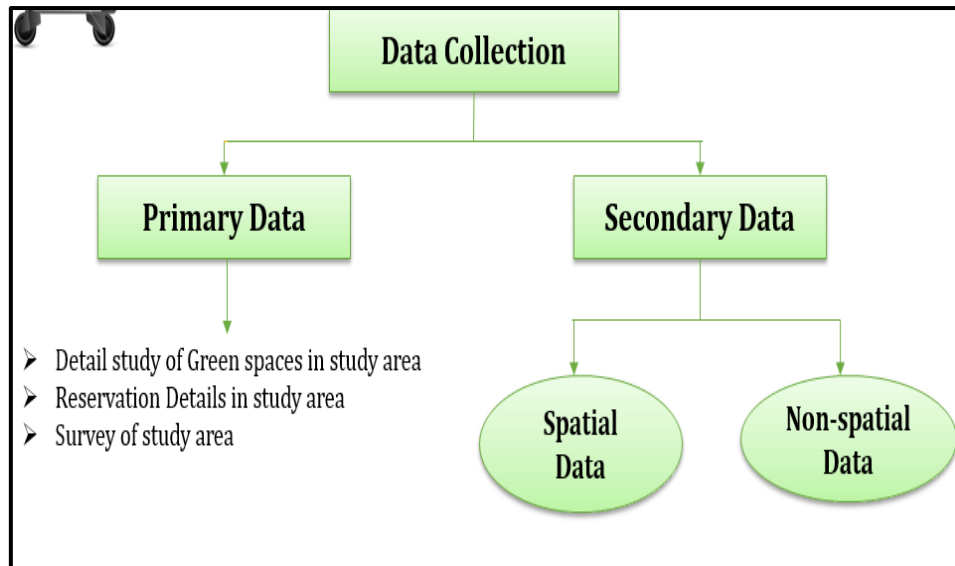 Data Collection
Primary Data
Secondary Data
Detail study of Green spaces in study area
Reservation Details in study area
Survey of study area
Spatial
Data
Non-spatial
Data